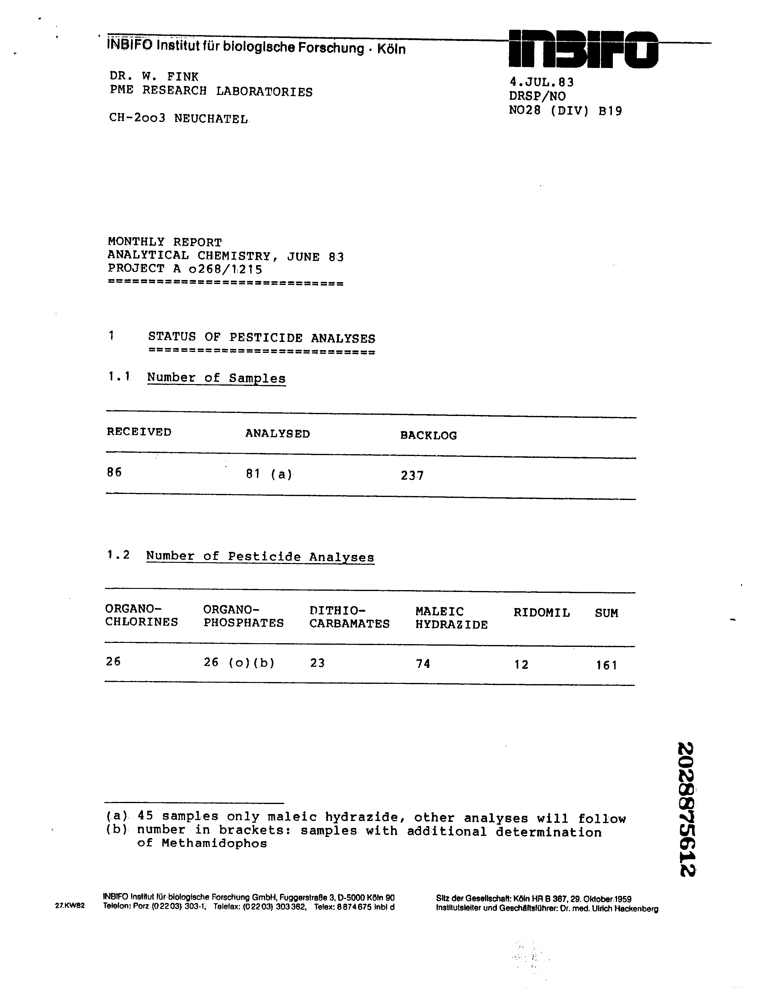 INBIFO Institut für biologische Forschung · Köln
INBIFO
DR. W. FINK
PME RESEARCH LABORATORIES
CH-2oo3 NEUCHATEL
4.JUL.83
DRSP/NO
NO28 (DIV) B19
MONTHLY REPORT
ANALYTICAL CHEMISTRY, JUNE 83
PROJECT A o268/1215
=============================
1 STATUS OF PESTICIDE ANALYSES
============================
1.1 Number of Samples
RECEIVED ANALYSED BACKLOG
86 81 (a) 237
1.2 Number of Pesticide Analyses
ORGANO- ORGANO- DITHIO- MALEIC RIDOMIL SUM
CHLORINES PHOSPHATES CARBAMATES HYDRAZIDE
26 26 (o)(b) 23 74 12 161
(a) 45 samples only maleic hydrazide, other analyses will follow
(b) number in brackets: samples with additional determination
of Methamidophos
2028875612
27.KW82
INBIFO Institut für biologische Forschung GmbH, Fuggerstraße 3, D-5000 Köln 90
Telefon: Porz (02203) 303-1, Telefax: (02203) 303362, Telex: 8874675 inbi d
Sitz der Gesellschaft: Köln HR B 367, 29. Oktober 1959
Institutsleiter und Geschäftsführer: Dr. med. Ulrich Hackenberg